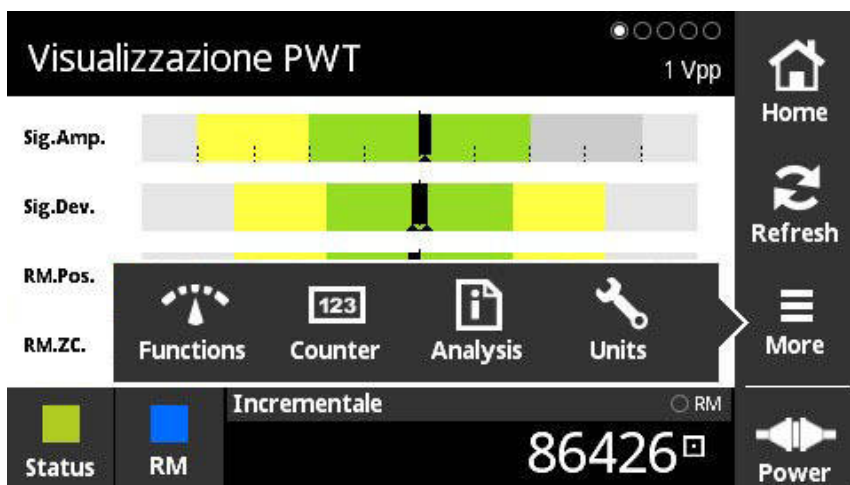 Visualizzazione PWT
1 Vpp
Home
Sig.Amp.
Sig.Dev.
Refresh
RM.Pos.
RM.ZC.
Functions
123
Counter
Analysis
Units
More
Incrementale
RM
86426
Status
RM
Power